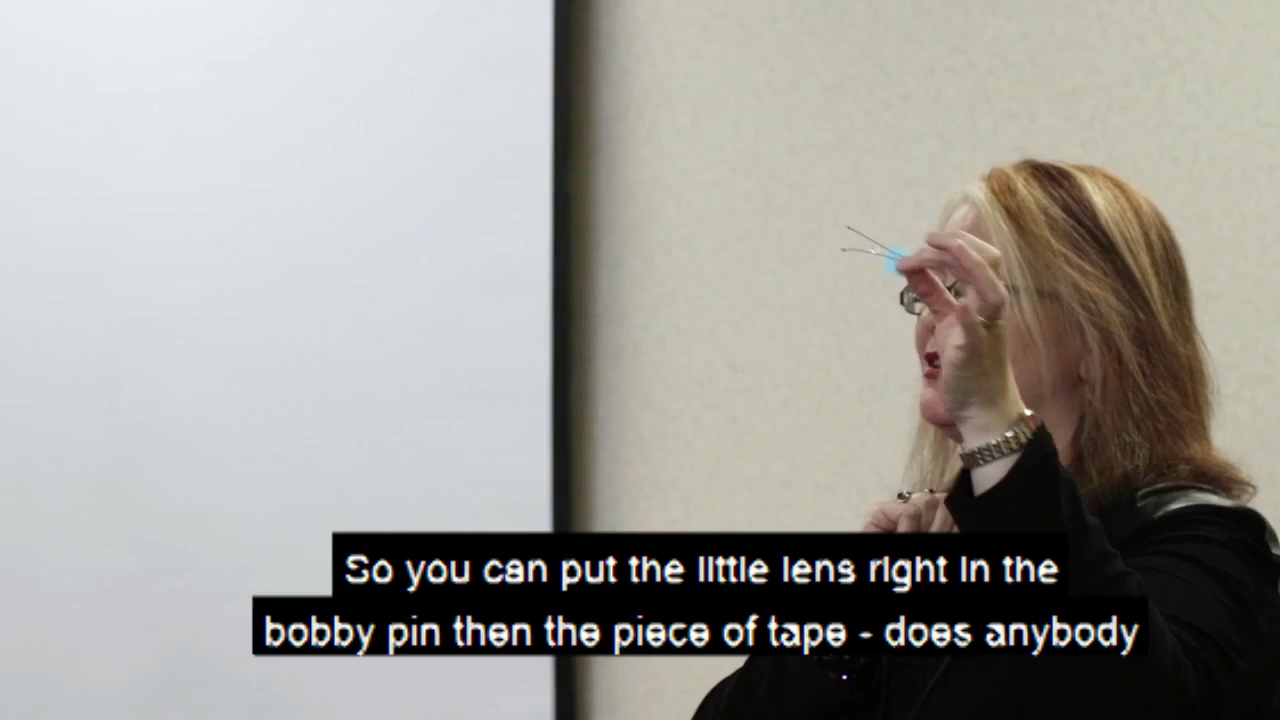 So you can put the little lens right in the
bobby pin then the piece of tape - does anybody